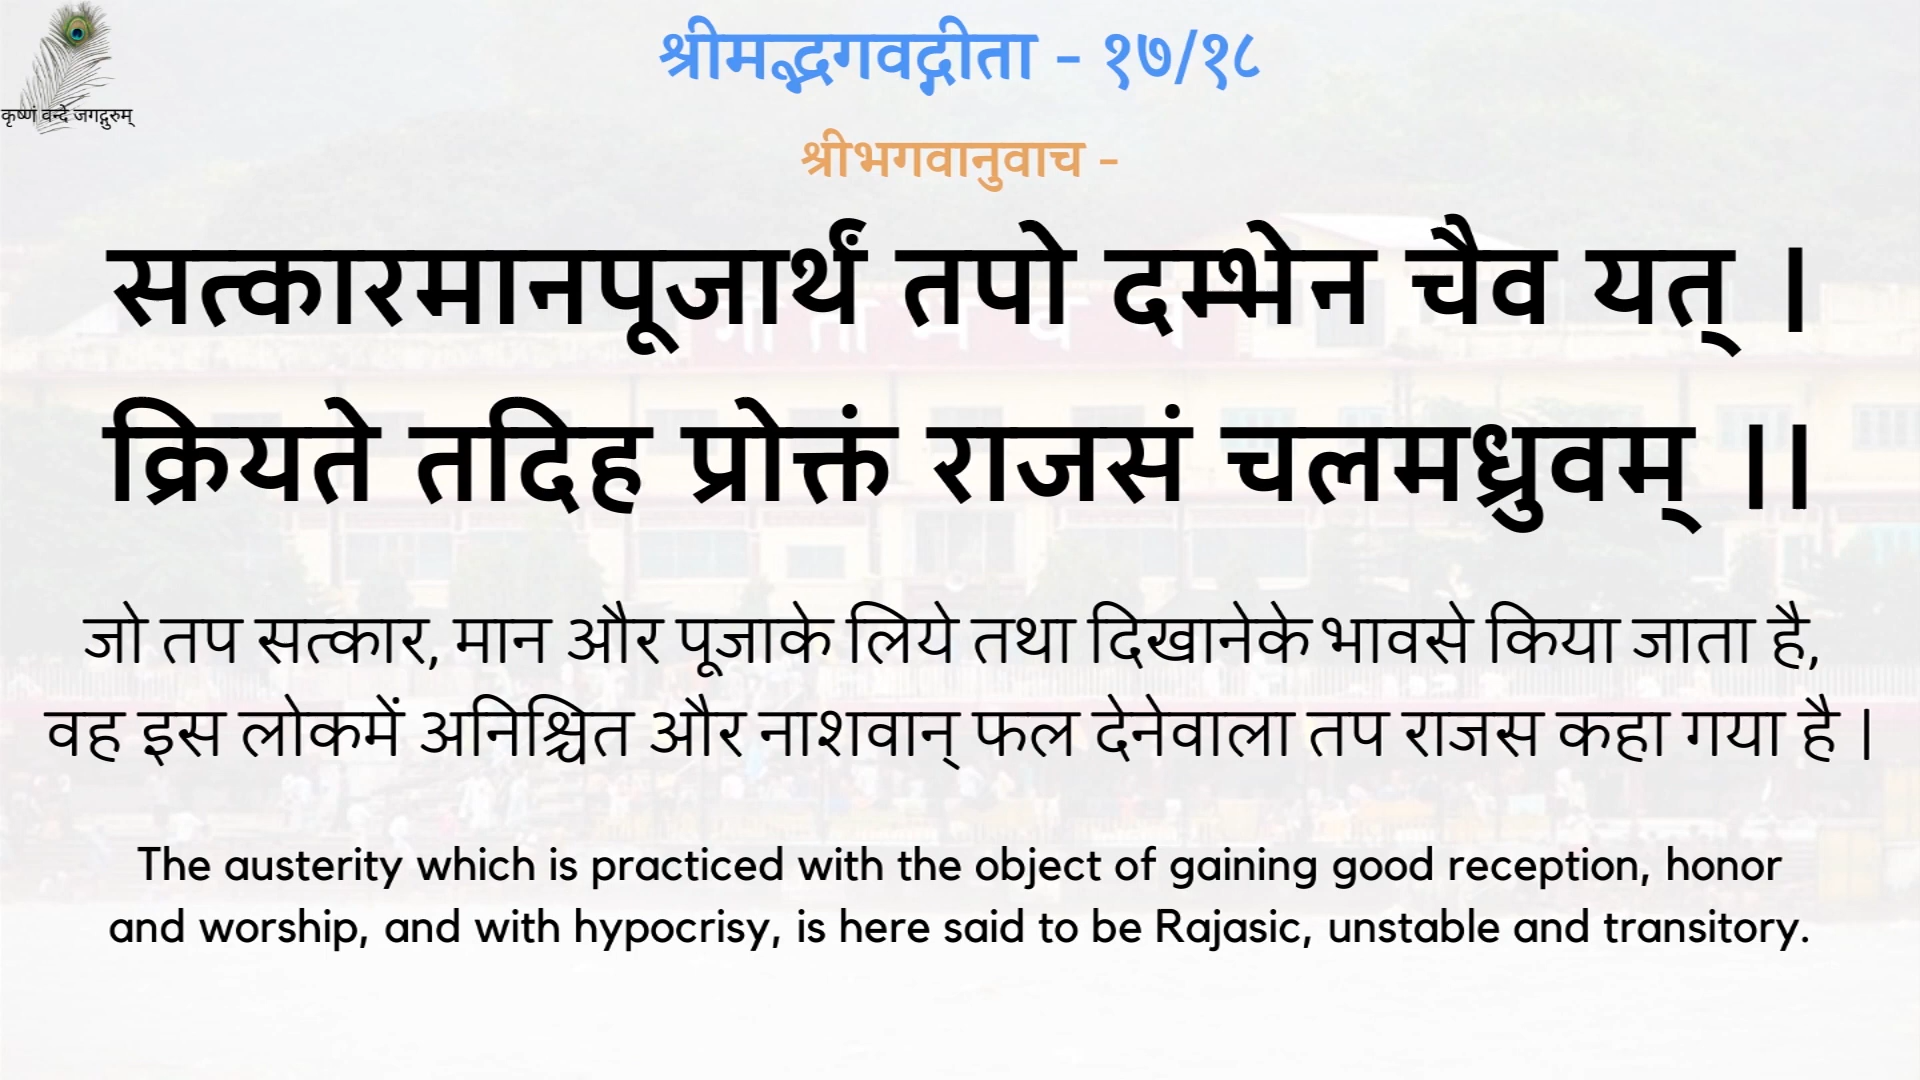 श्रीमद्भगवद्गीता - १७/१८
कृष्णं वन्दे जगद्गुरुम्
श्रीभगवानुवाच -
सत्कारमानपूजार्थं तपो दम्भेन चैव यत् ।
क्रियते तदिह प्रोक्तं राजसं चलमध्रुवम् ।।
जो तप सत्कार, मान और पूजाके लिये तथा दिखानेके भावसे किया जाता है,
वह इस लोकमें अनिश्चित और नाशवान् फल देनेवाला तप राजस कहा गया है ।
The austerity which is practiced with the object of gaining good reception, honor
and worship, and with hypocrisy, is here said to be Rajasic, unstable and transitory.